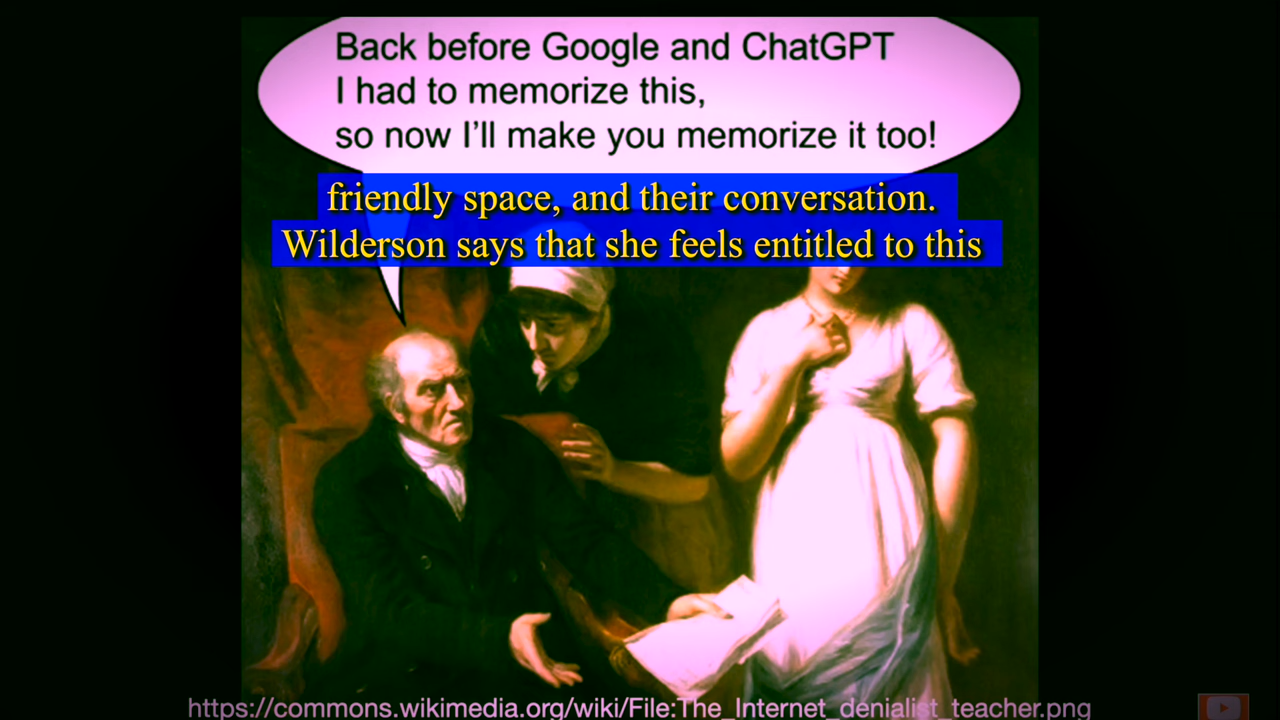 Back before Google and ChatGPT
I had to memorize this,
so now I'll make you memorize it too!
friendly space, and their conversation.
Wilderson says that she feels entitled to this
https://commons.wikimedia.org/wiki/File:The_Internet_denialist_teacher.png